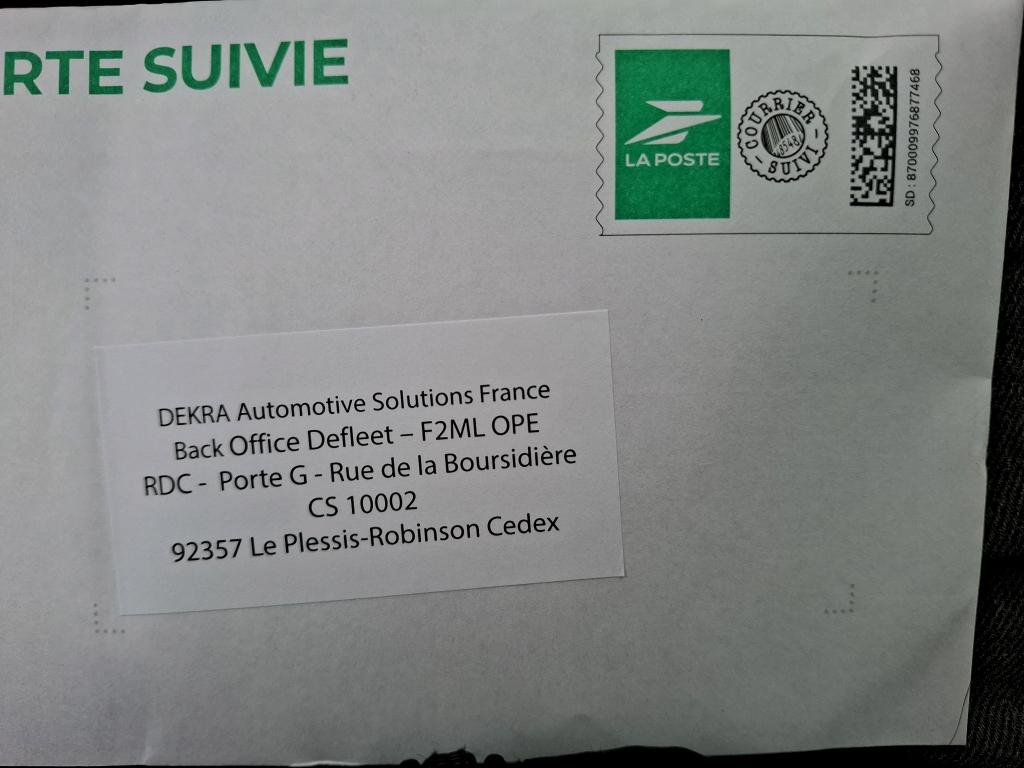 RTE SUIVIE
LA POSTE
COURRIER
SUIVI
SD : 870009976877468
DEKRA Automotive Solutions France
Back Office Defleet – F2ML OPE
RDC - Porte G - Rue de la Boursidière
CS 10002
92357 Le Plessis-Robinson Cedex